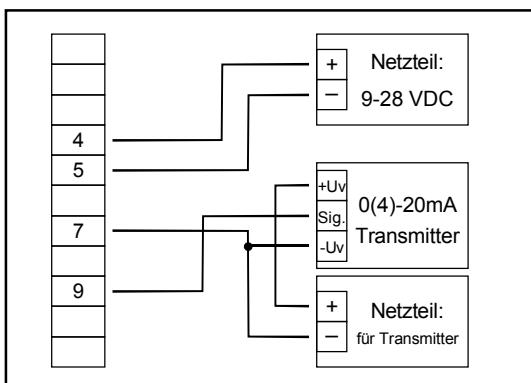 4
5
7
9
+
–
Netzteil:
9-28 VDC
+Uv
Sig.
-Uv
0(4)-20mA
Transmitter
+
–
Netzteil:
für Transmitter